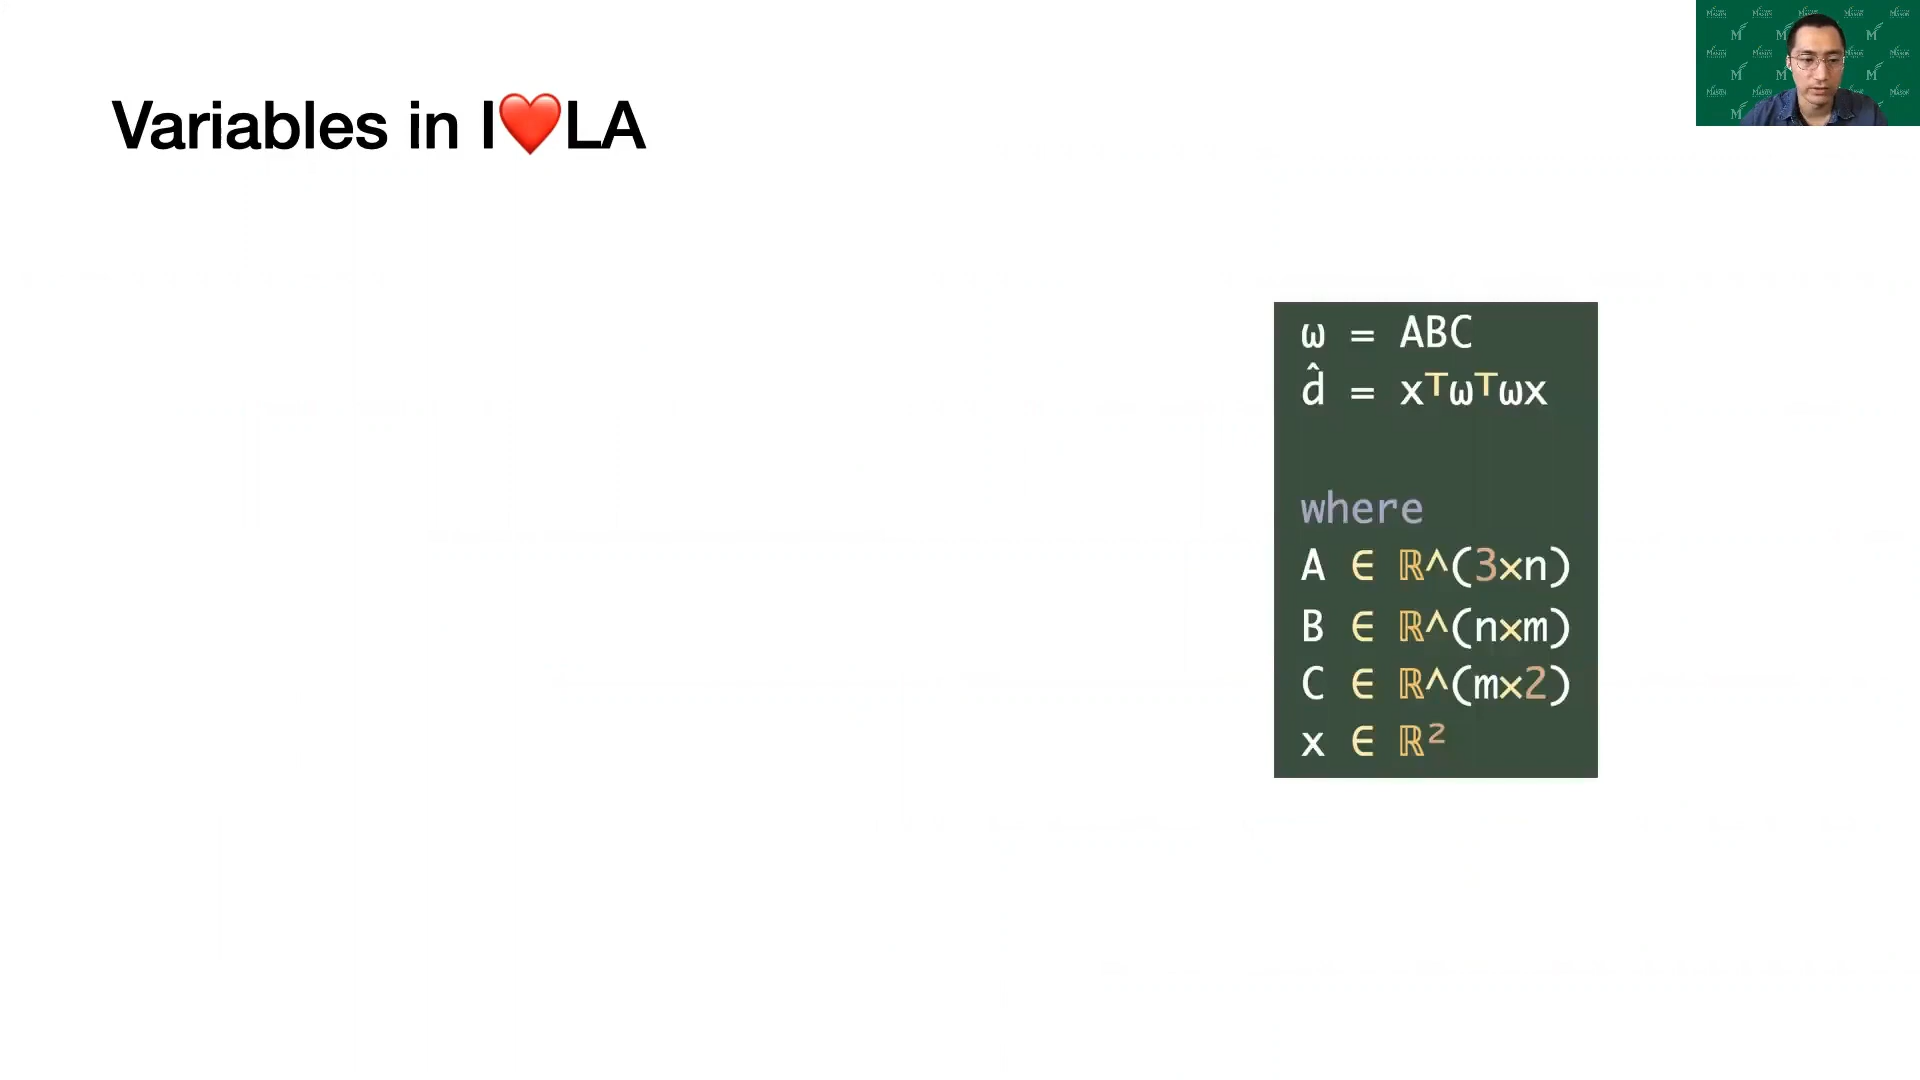 Variables in I❤️LA
ω = ABC
d̂ = xᵀωᵀωx
where
A ∈ ℝ^(3×n)
B ∈ ℝ^(n×m)
C ∈ ℝ^(m×2)
x ∈ ℝ²